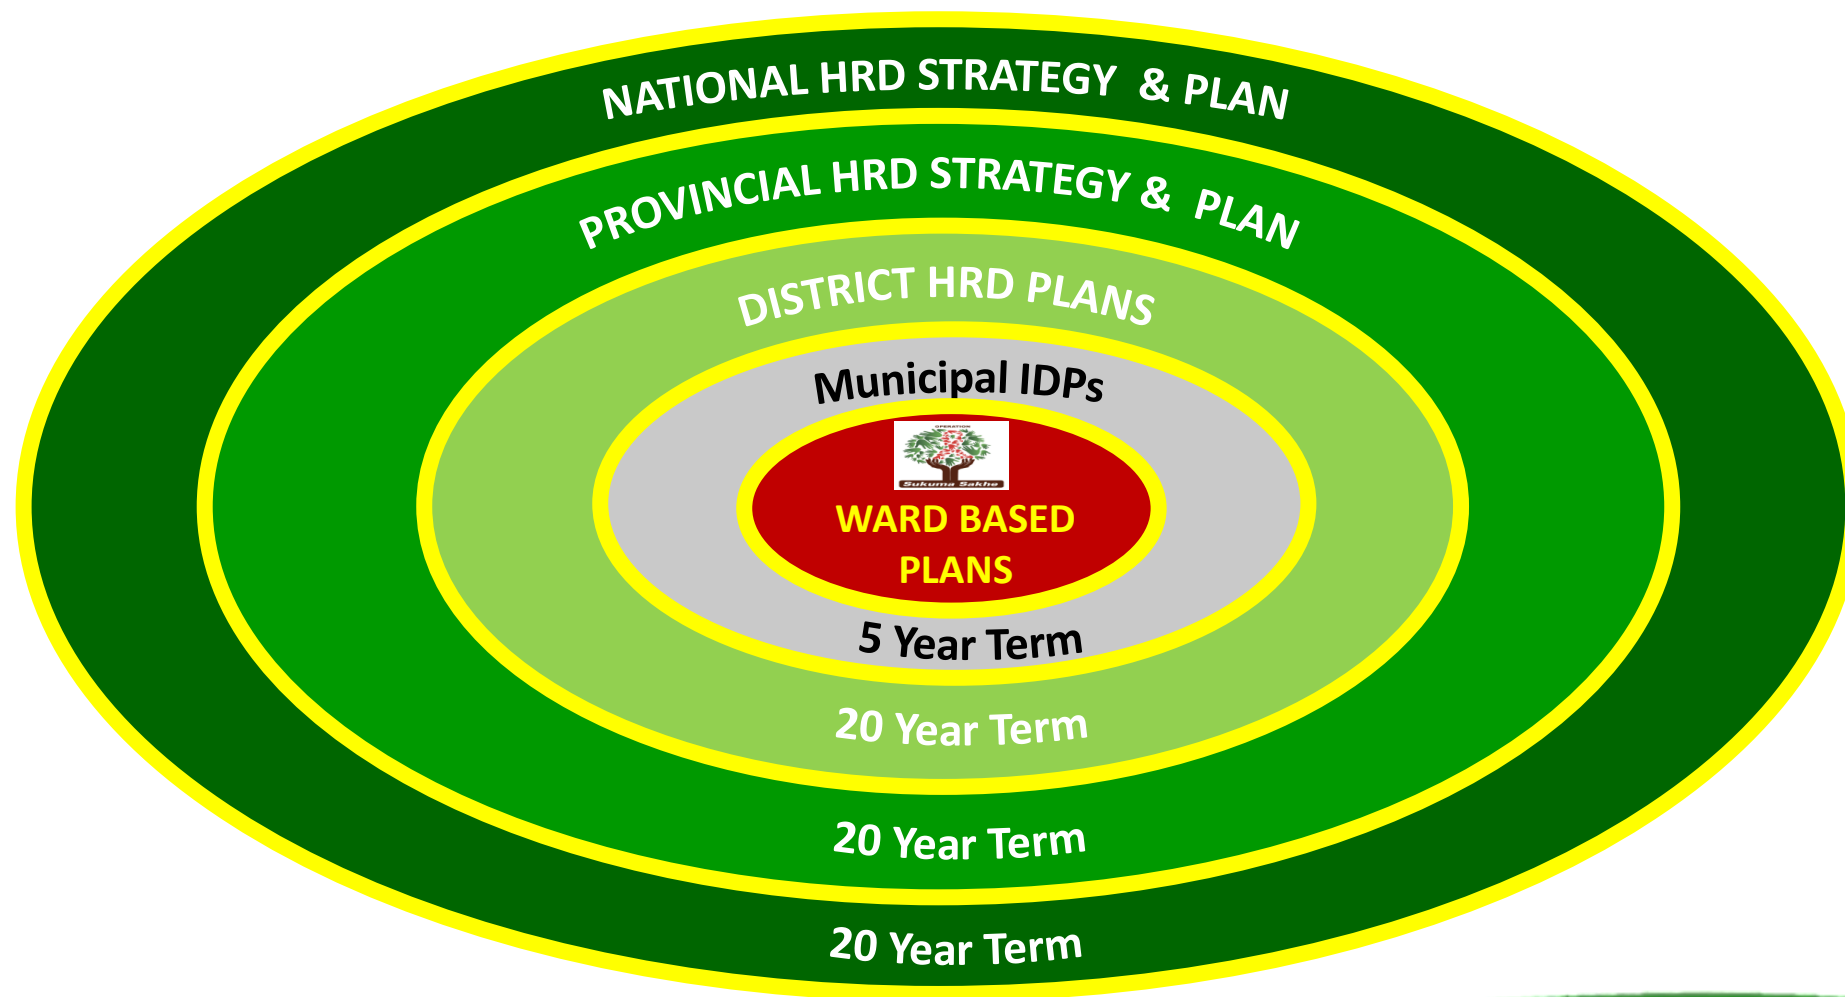 NATIONAL HRD STRATEGY & PLAN
PROVINCIAL HRD STRATEGY & PLAN
DISTRICT HRD PLANS
Municipal IDPs
OPERATION
Sukuma Sakhe
WARD BASED
PLANS
5 Year Term
20 Year Term
20 Year Term
20 Year Term